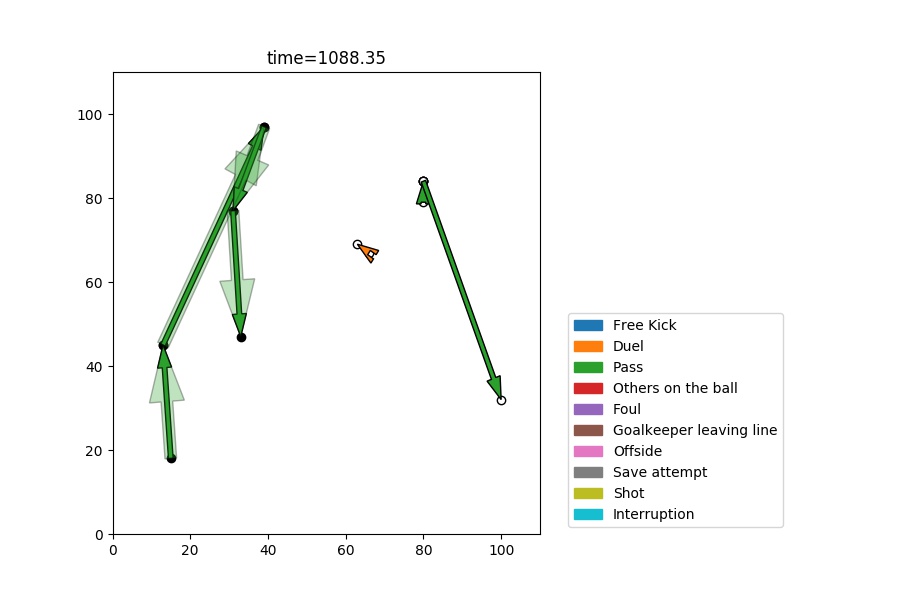 time=1088.35
100
80
60
40
20
0
0 20 40 60 80 100
Free Kick
Duel
Pass
Others on the ball
Foul
Goalkeeper leaving line
Offside
Save attempt
Shot
Interruption